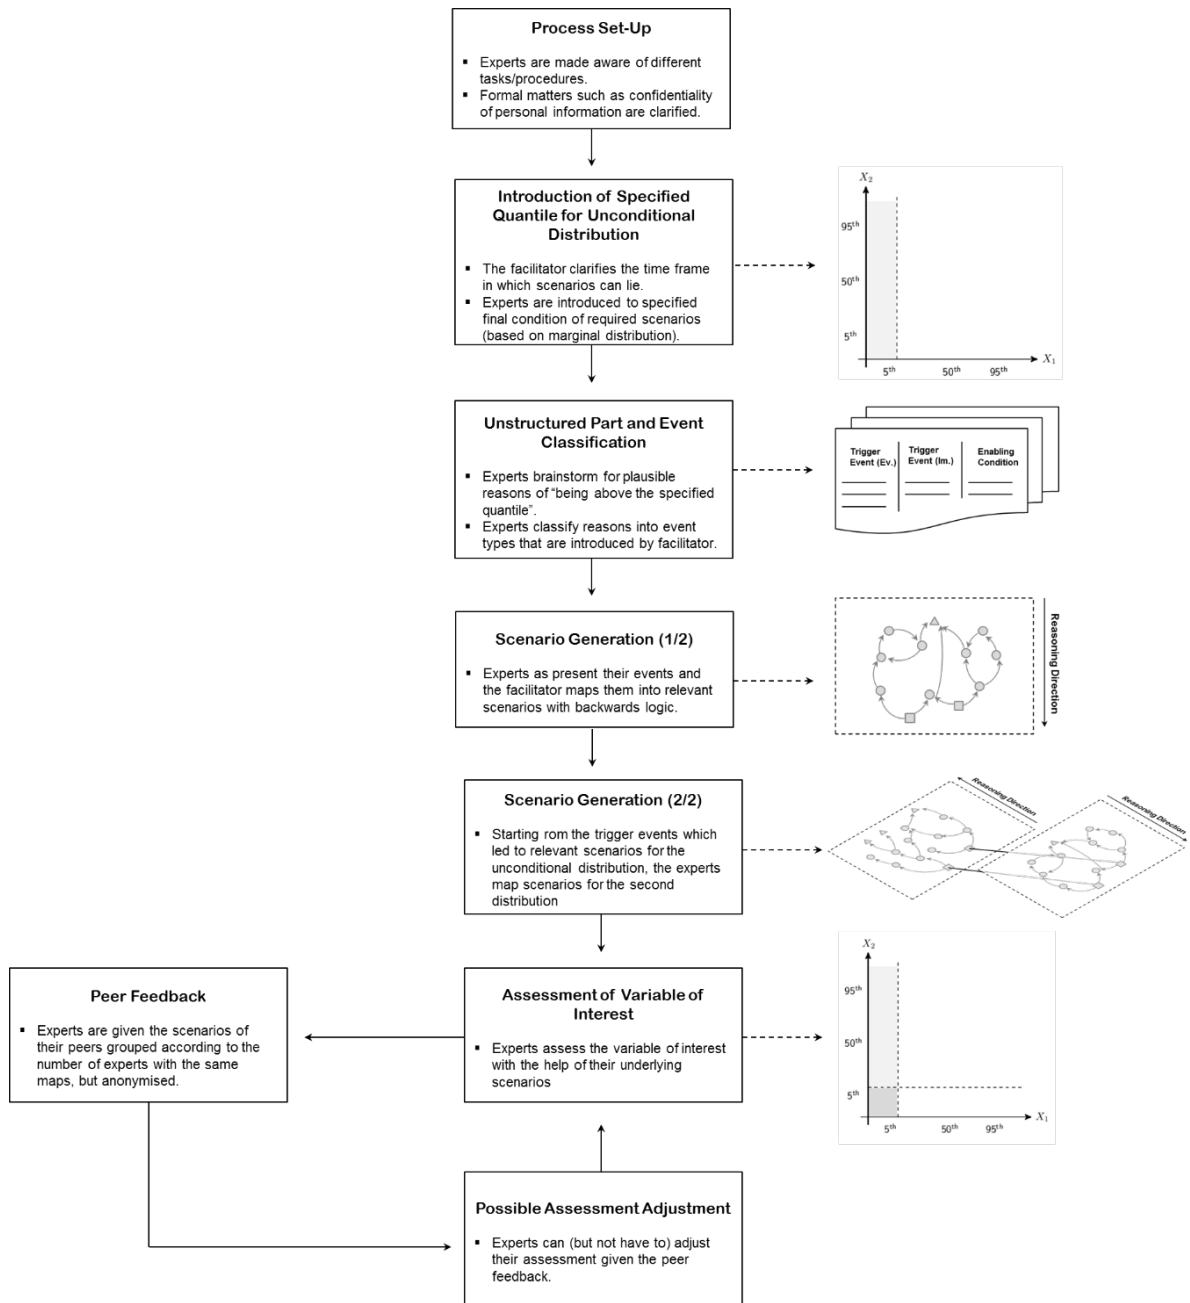 Process Set-Up
▪ Experts are made aware of different
tasks/procedures.
▪ Formal matters such as confidentiality
of personal information are clarified.
Introduction of Specified
Quantile for Unconditional
Distribution
▪ The facilitator clarifies the time frame
in which scenarios can lie.
▪ Experts are introduced to specified
final condition of required scenarios
(based on marginal distribution).
X2
95th
50th
5th
X1
5th 50th 95th
Unstructured Part and Event
Classification
▪ Experts brainstorm for plausible
reasons of “being above the specified
quantile”.
▪ Experts classify reasons into event
types that are introduced by facilitator.
Trigger
Event (Ev.)
Trigger
Event (Im.)
Enabling
Condition
Scenario Generation (1/2)
▪ Experts as present their events and
the facilitator maps them into relevant
scenarios with backwards logic.
Reasoning Direction
Scenario Generation (2/2)
▪ Starting rom the trigger events which
led to relevant scenarios for the
unconditional distribution, the experts
map scenarios for the second
distribution
Reasoning Direction
Reasoning Direction
Assessment of Variable of
Interest
▪ Experts assess the variable of interest
with the help of their underlying
scenarios
X2
95th
50th
5th
X1
5th 50th 95th
Peer Feedback
▪ Experts are given the scenarios of
their peers grouped according to the
number of experts with the same
maps, but anonymised.
Possible Assessment Adjustment
▪ Experts can (but not have to) adjust
their assessment given the peer
feedback.